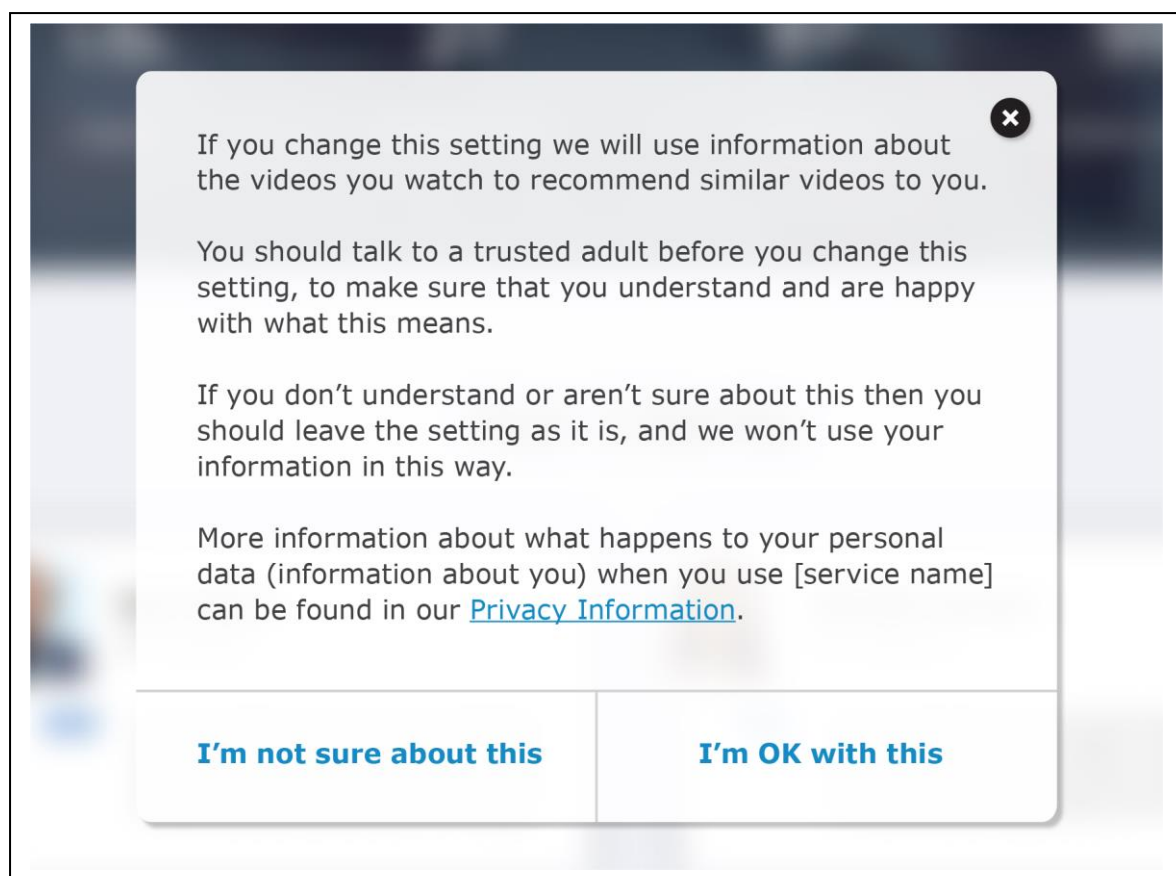 If you change this setting we will use information about
the videos you watch to recommend similar videos to you.
You should talk to a trusted adult before you change this
setting, to make sure that you understand and are happy
with what this means.
If you don’t understand or aren’t sure about this then you
should leave the setting as it is, and we won’t use your
information in this way.
More information about what happens to your personal
data (information about you) when you use [service name]
can be found in our Privacy Information.
I’m not sure about this
I’m OK with this